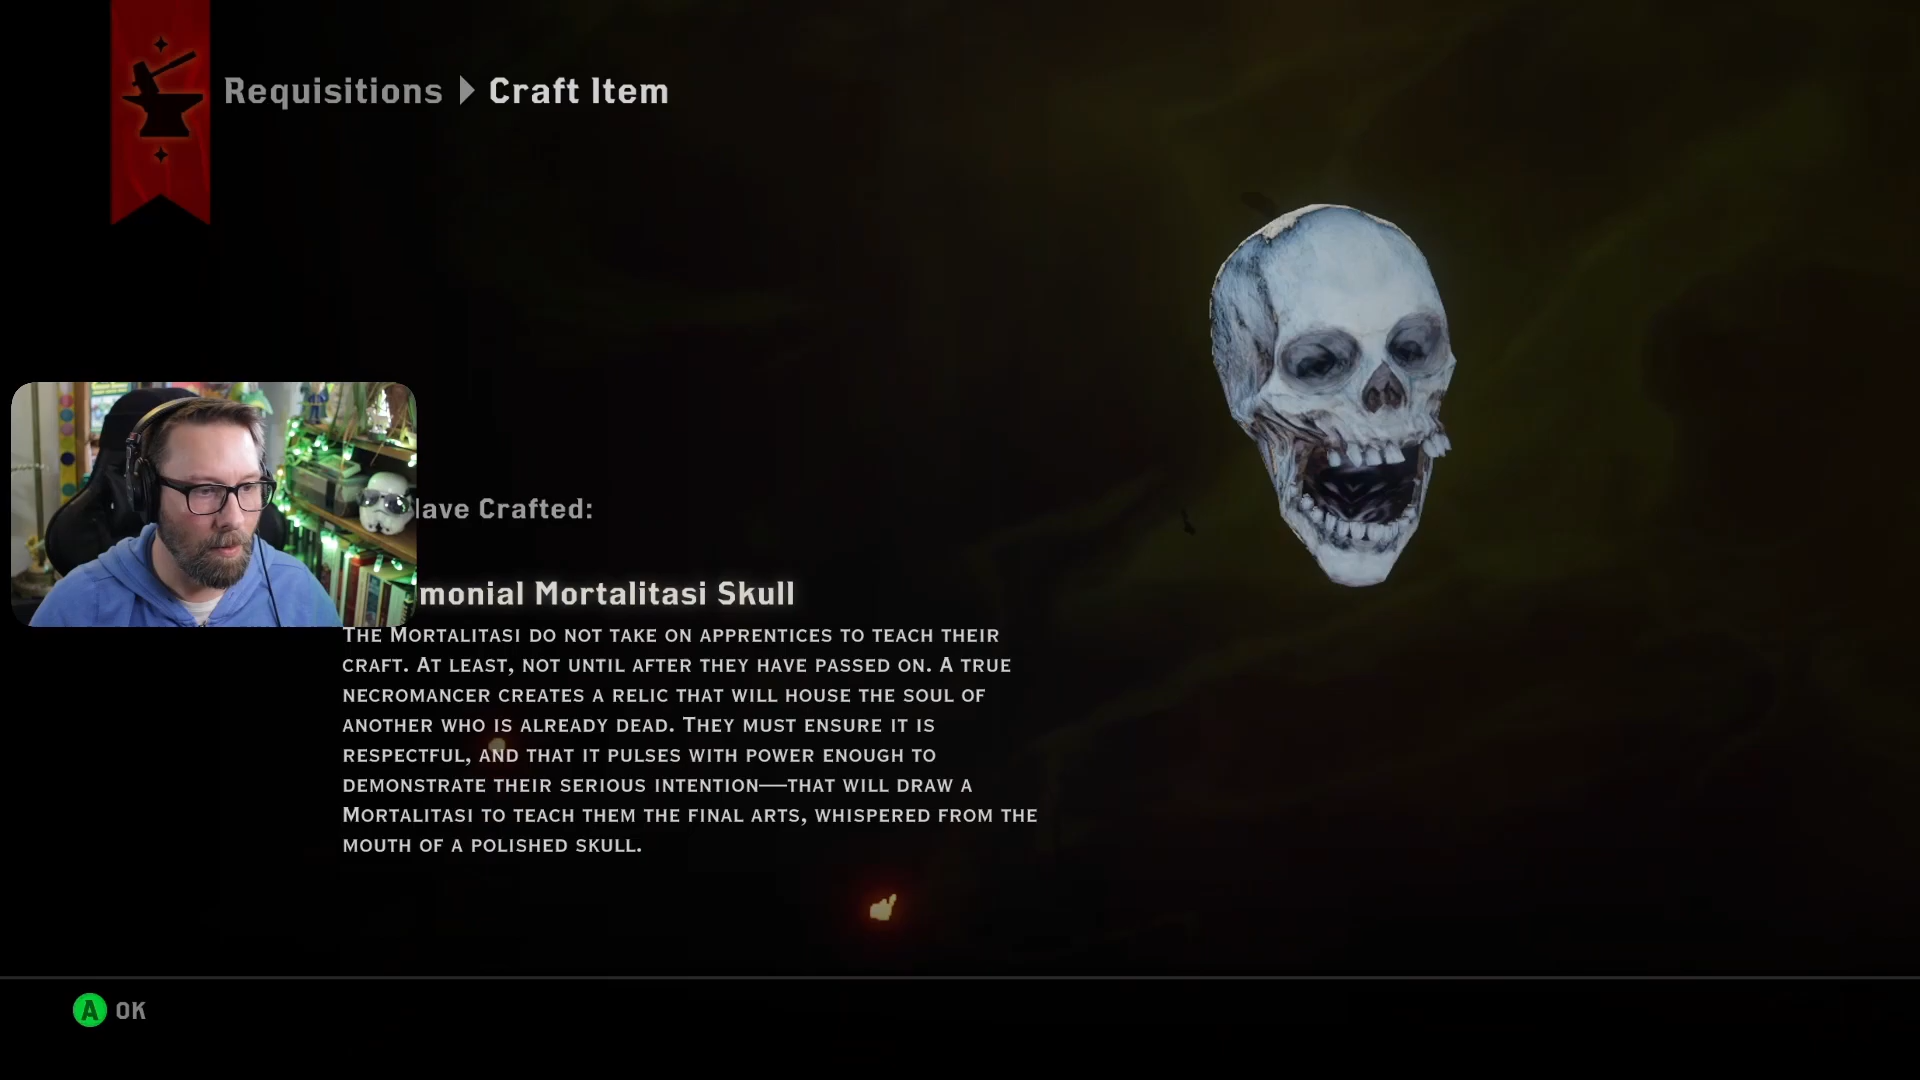 Requisitions Craft Item
ave Crafted:
monial Mortalitasi Skull
The Mortalitasi do not take on apprentices to teach their
craft. At least, not until after they have passed on. A true
necromancer creates a relic that will house the soul of
another who is already dead. They must ensure it is
respectful, and that it pulses with power enough to
demonstrate their serious intention—that will draw a
Mortalitasi to teach them the final arts, whispered from the
mouth of a polished skull.
A OK